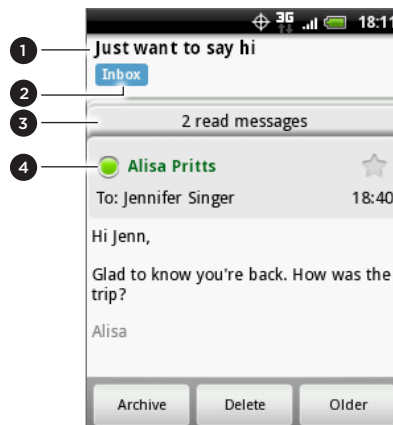 3G 18:11
1 Just want to say hi
Inbox
2
3 2 read messages
4 Alisa Pritts
To: Jennifer Singer 18:40
Hi Jenn,
Glad to know you're back. How was the
trip?
Alisa
Archive Delete Older